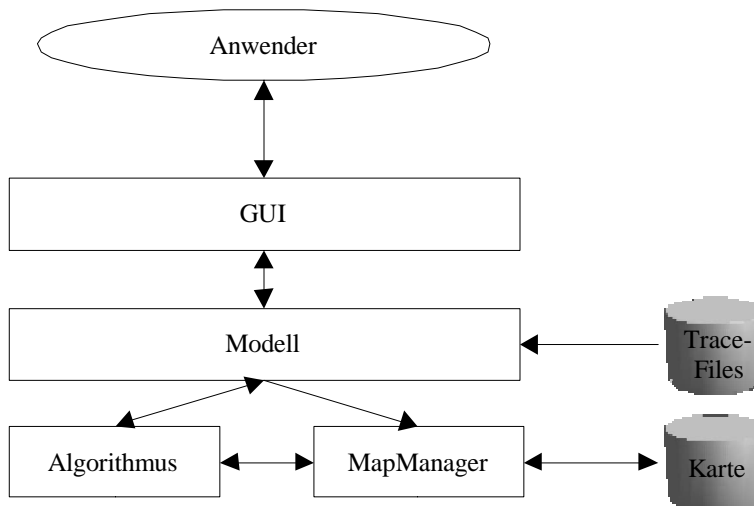 Anwender
GUI
Modell
Trace-
Files
Algorithmus
MapManager
Karte